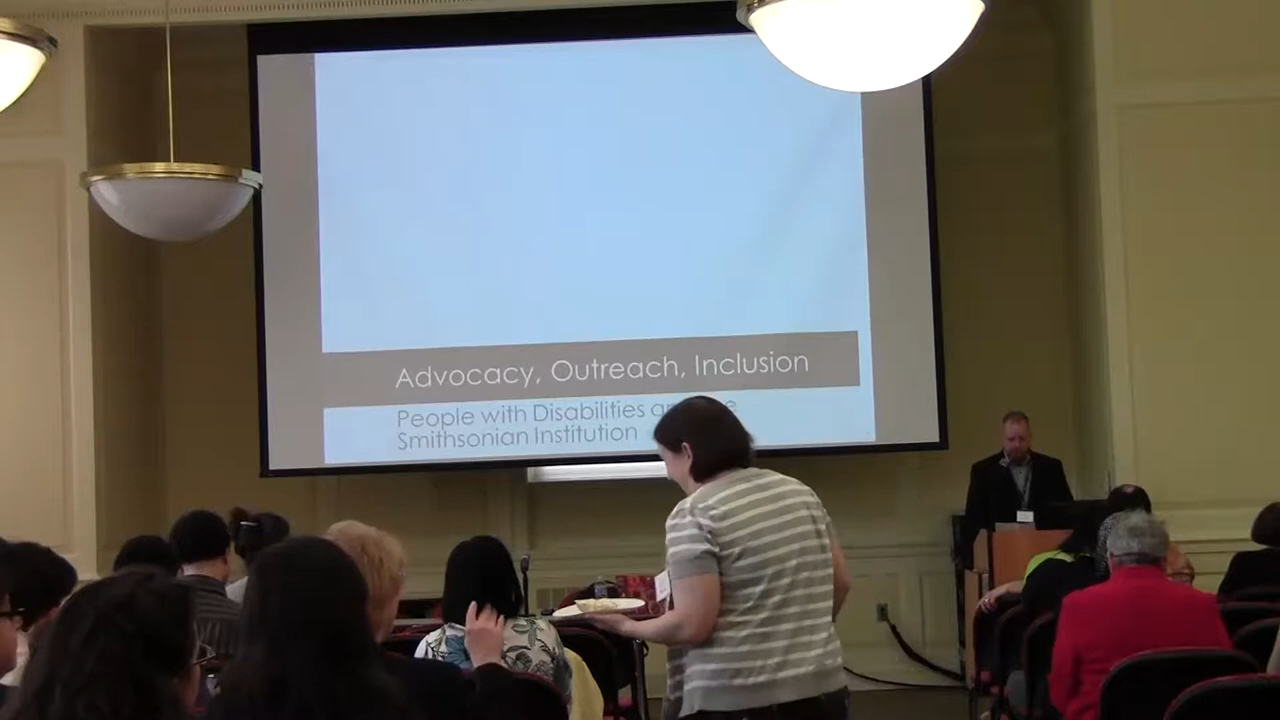 Advocacy, Outreach, Inclusion
People with Disabilities
Smithsonian Institution